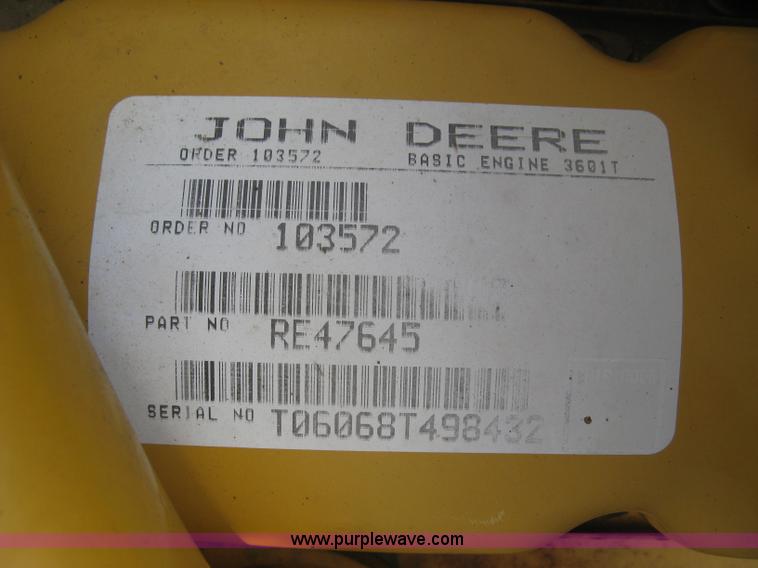 JOHN DEERE
ORDER 103572 BASIC ENGINE 3601T
ORDER NO 103572
PART NO RE47645
SERIAL NO T06068T498432
www.purplewave.com